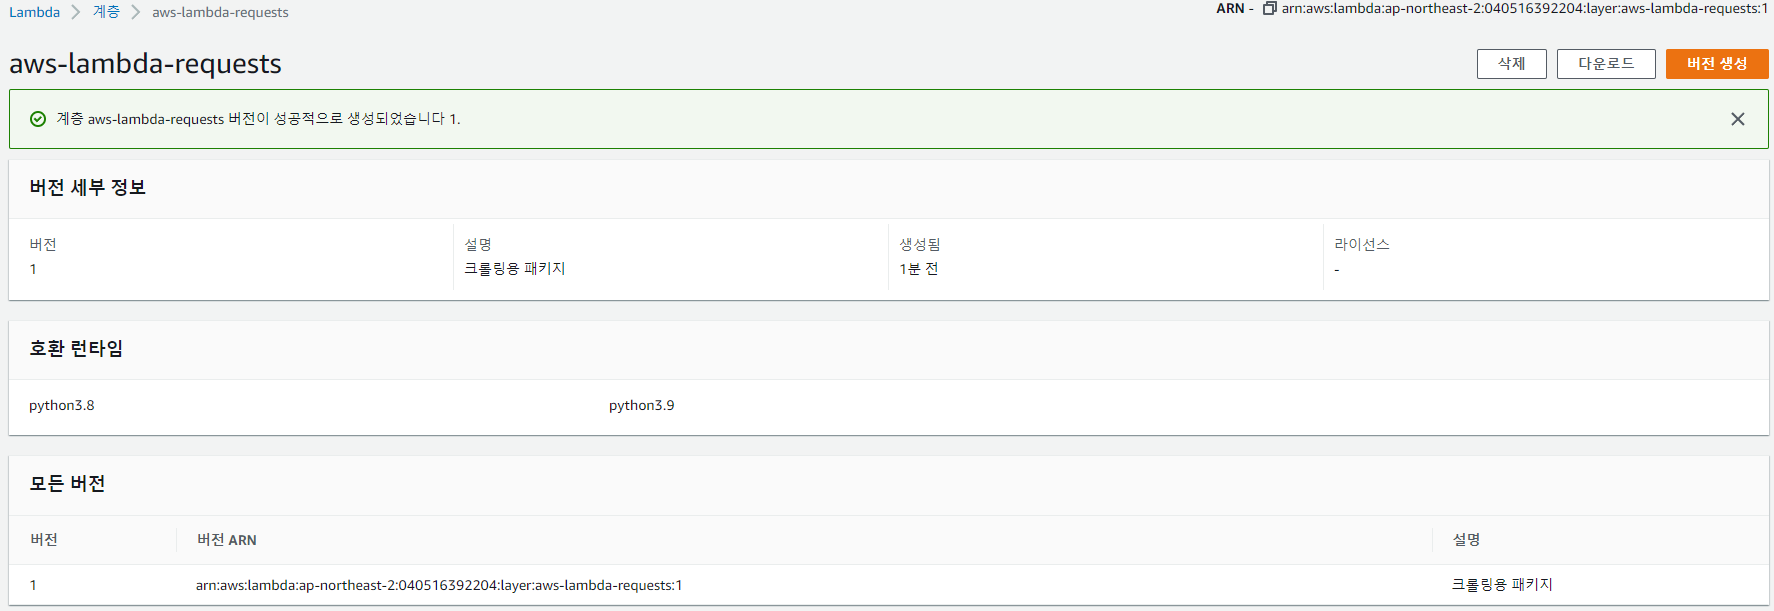 Lambda > 계층 > aws-lambda-requests
ARN - arn:aws:lambda:ap-northeast-2:040516392204:layer:aws-lambda-requests:1
aws-lambda-requests
삭제 다운로드 버전 생성
계층 aws-lambda-requests 버전이 성공적으로 생성되었습니다 1.
버전 세부 정보
버전 설명 생성됨 라이선스
1 크롤링용 패키지 1분 전 -
호환 런타임
python3.8 python3.9
모든 버전
버전 버전 ARN 설명
1 arn:aws:lambda:ap-northeast-2:040516392204:layer:aws-lambda-requests:1 크롤링용 패키지